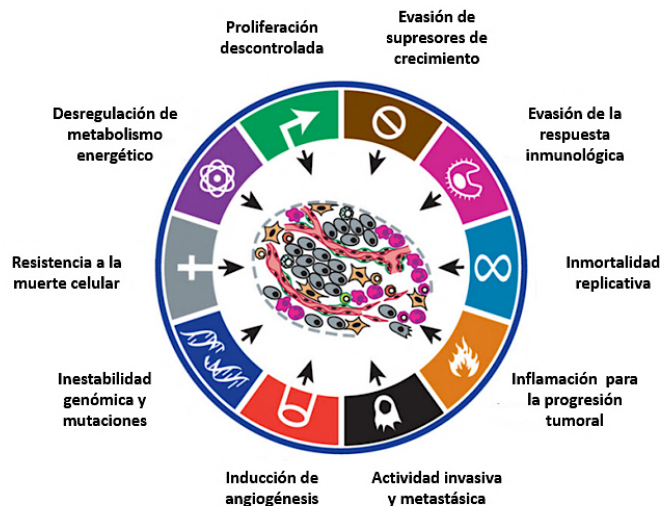 Proliferación
descontrolada
Evasión de
supresores de
crecimiento
Desregulación de
metabolismo
energético
Evasión de la
respuesta
inmunológica
Resistencia a la
muerte celular
Inmortalidad
replicativa
Inestabilidad
genómica y
mutaciones
Inflamación para
la progresión
tumoral
Inducción de
angiogénesis
Actividad invasiva
y metastásica